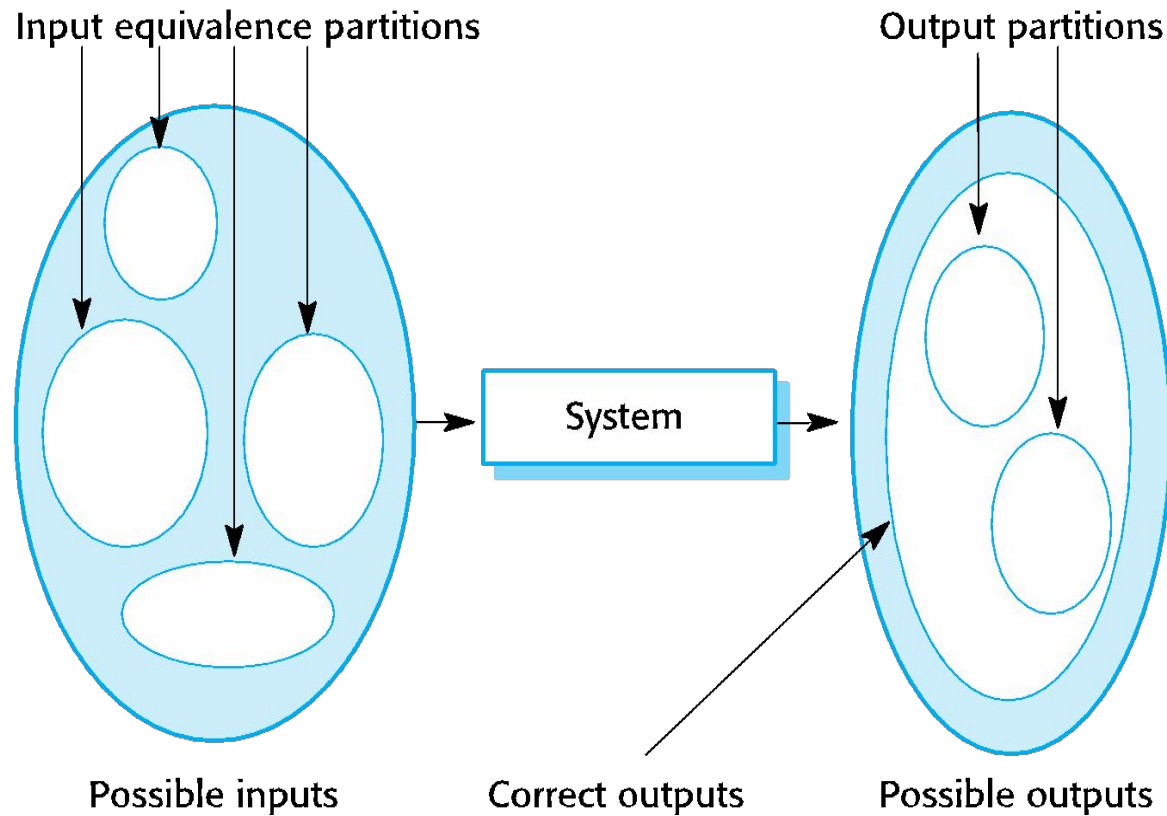 Input equivalence partitions
Output partitions
System
Possible inputs
Correct outputs
Possible outputs